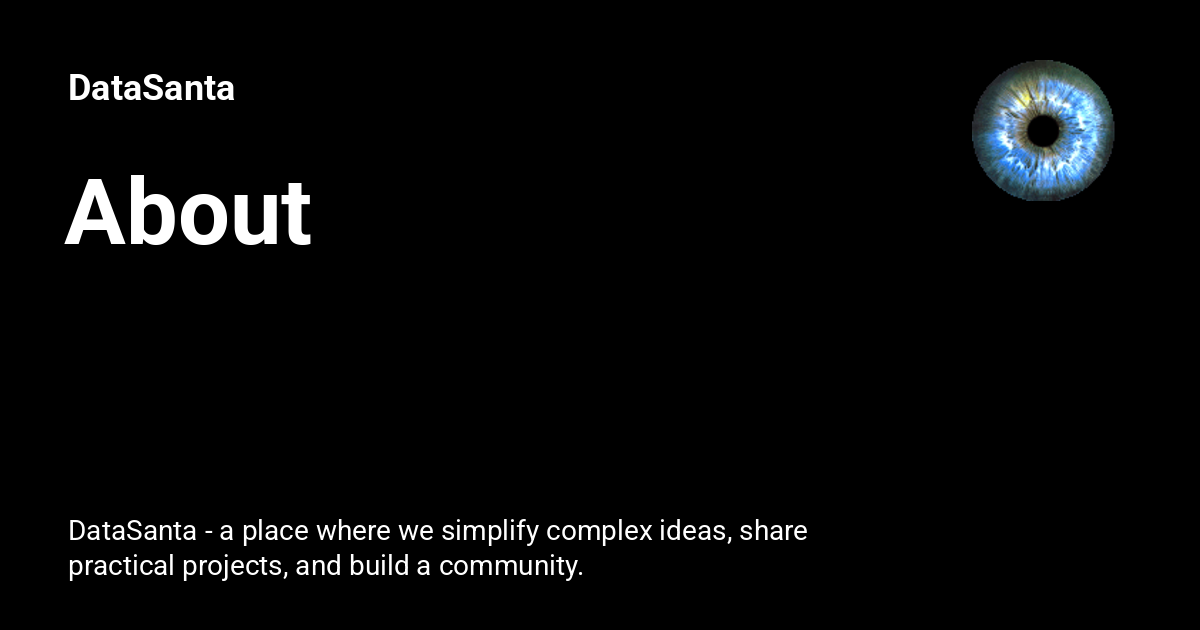 DataSanta
About
DataSanta - a place where we simplify complex ideas, share
practical projects, and build a community.